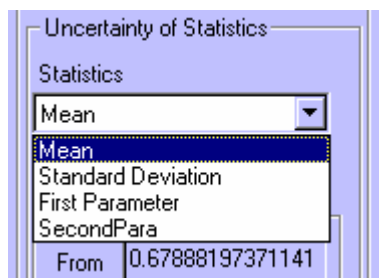 Uncertainty of Statistics
Statistics
Mean
Mean
Standard Deviation
First Parameter
SecondPara
From 0.67888197371141